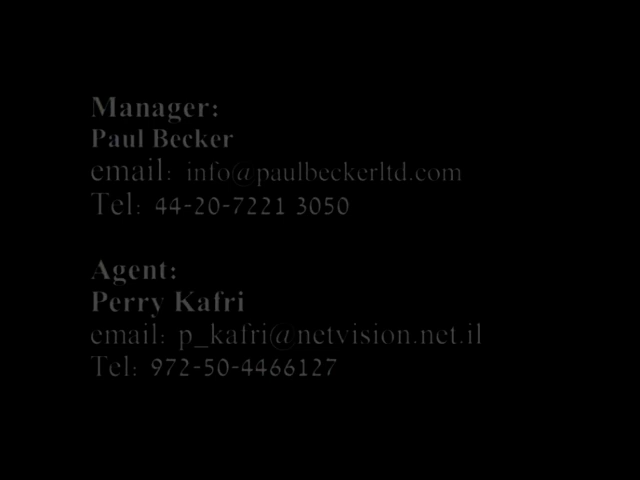 Manager:
Paul Becker
email: info@paulbeckerltd.com
Tel: 44-20-7221 3050
Agent:
Perry Kafri
email: p_kafri@netvision.net.il
Tel: 972-50-4466127